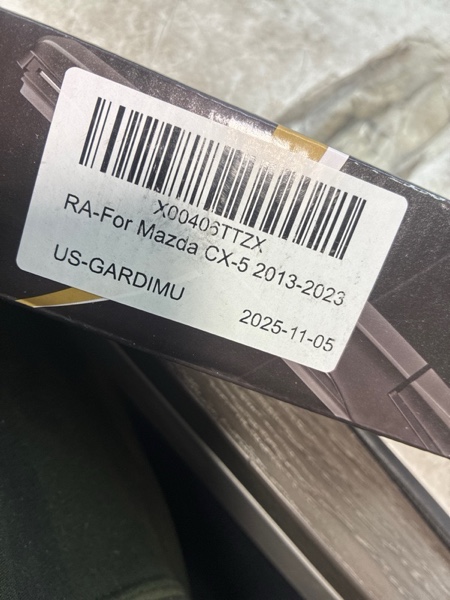 X00406TTZX
RA-For Mazda CX-5 2013-2023
US-GARDIMU
2025-11-05